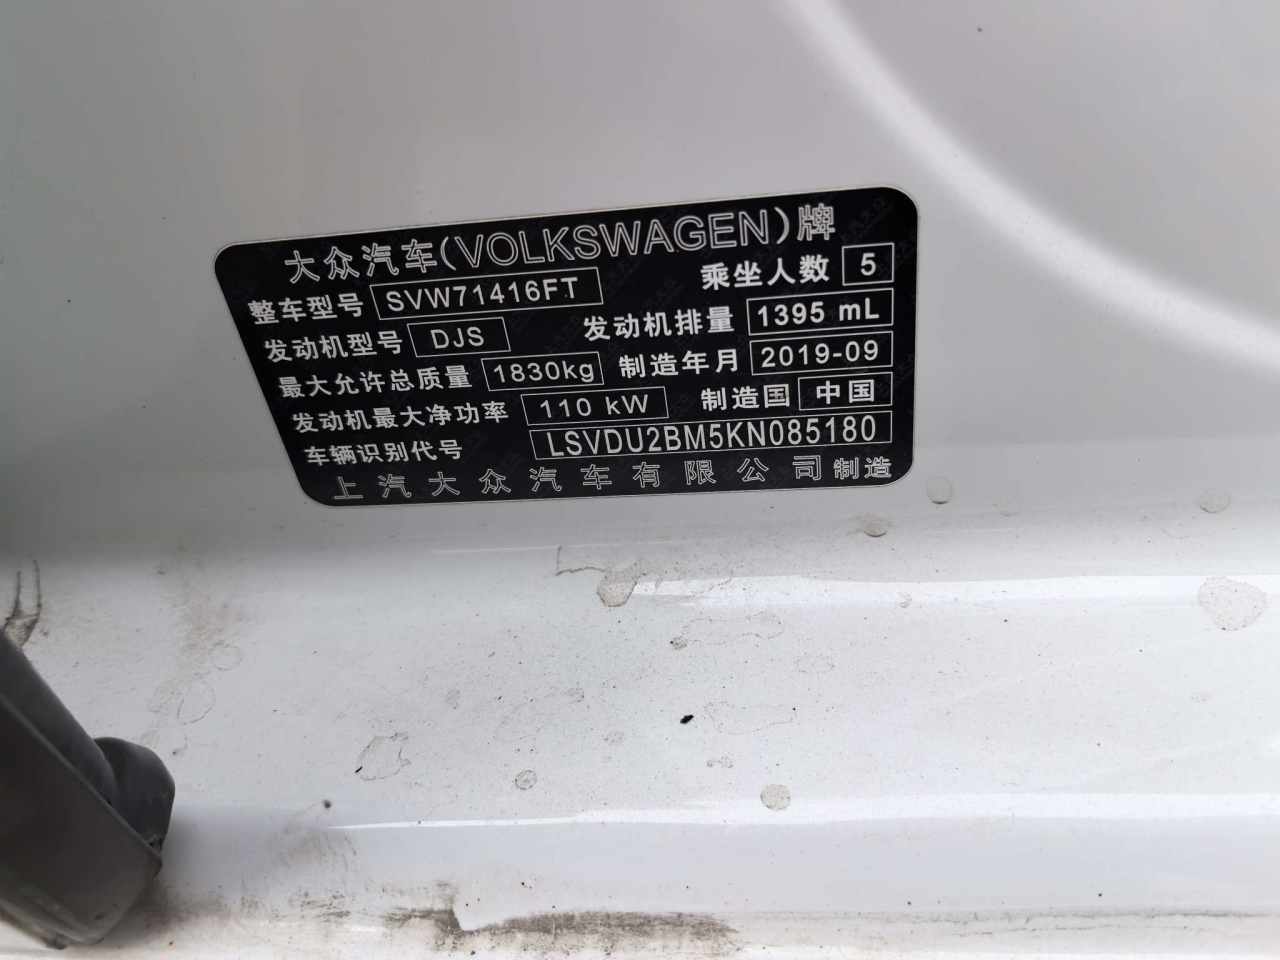 大众汽车(VOLKSWAGEN)牌
整车型号 SVW71416FT 乘坐人数 5
发动机型号 DJS 发动机排量 1395 mL
最大允许总质量 1830kg 制造年月 2019-09
发动机最大净功率 110 kW 制造国 中国
车辆识别代号 LSVDU2BM5KN085180
上汽大众汽车有限公司制造